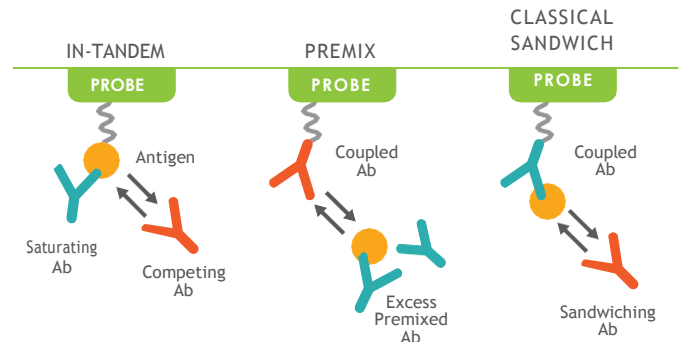 IN-TANDEM
PROBE
Antigen
Saturating
Ab
Competing
Ab
PREMIX
PROBE
Coupled
Ab
Excess
Premixed
Ab
CLASSICAL
SANDWICH
PROBE
Coupled
Ab
Sandwiching
Ab